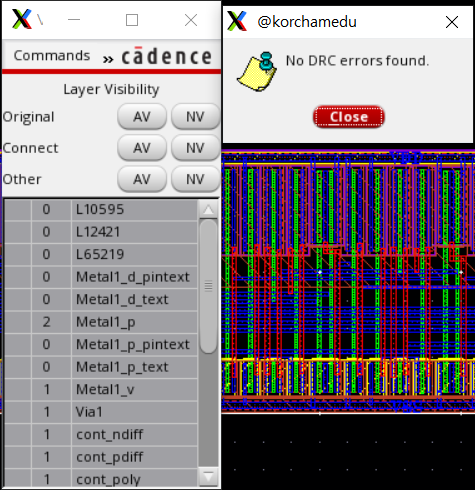 @korchamedu
Commands » cādence
No DRC errors found.
Close
Layer Visibility
Original AV NV
Connect AV NV
Other AV NV
0 L10595
0 L12421
0 L65219
0 Metal1_d_pintext
0 Metal1_d_text
2 Metal1_p
0 Metal1_p_pintext
0 Metal1_p_text
1 Metal1_v
1 Via1
1 cont_ndiff
1 cont_pdiff
1 cont_poly